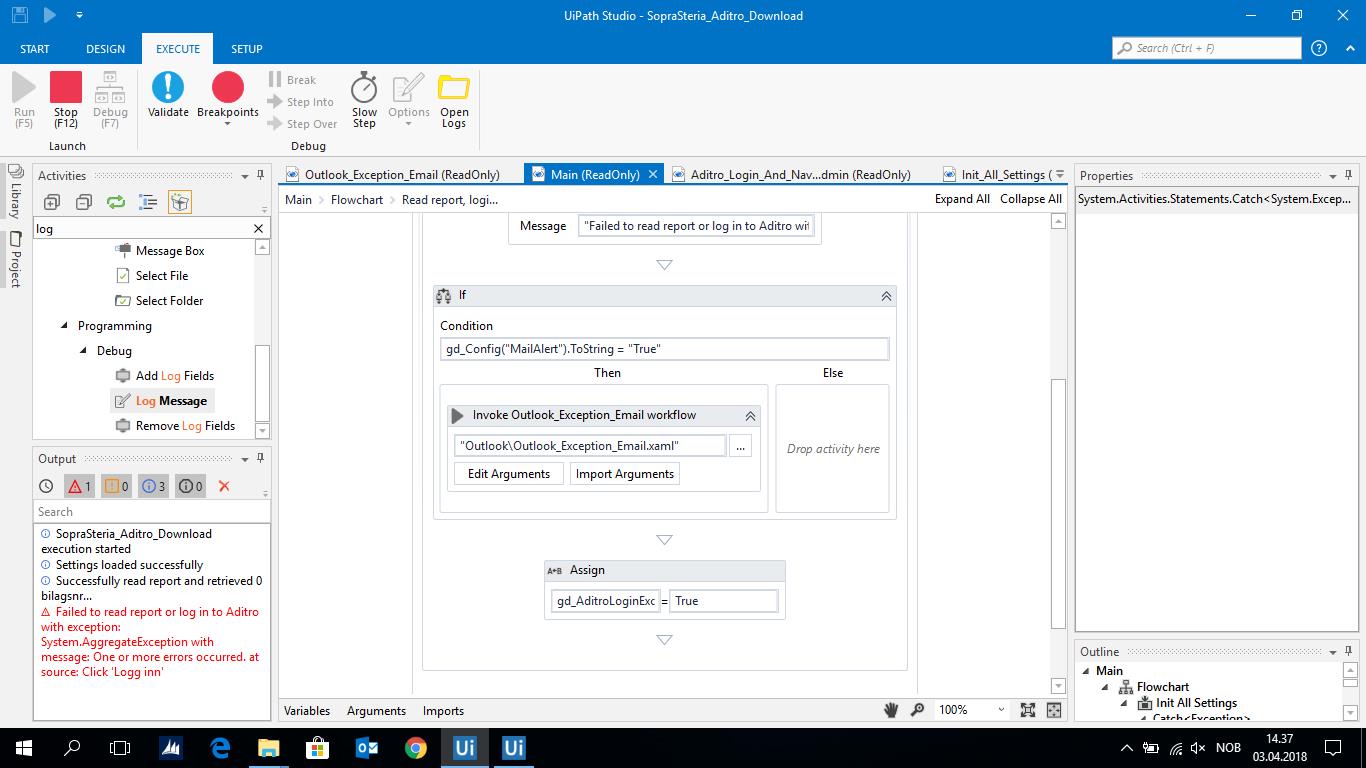 UiPath Studio - SopraSteria_Aditro_Download
START DESIGN EXECUTE SETUP
Search (Ctrl + F)
Run (F5)
Stop (F12)
Debug (F7)
Launch
Validate
Breakpoints
Break
Step Into
Step Over
Slow Step
Options
Open Logs
Debug
Library
Project
Activities
log
Message Box
Select File
Select Folder
Programming
Debug
Add Log Fields
Log Message
Remove Log Fields
Output
1 0 3 0
Search
SopraSteria_Aditro_Download
execution started
Settings loaded successfully
Successfully read report and retrieved 0
bilagsnr...
Failed to read report or log in to Aditro
with exception:
System.AggregateException with
message: One or more errors occurred. at
source: Click 'Logg inn'
Outlook_Exception_Email (ReadOnly)
Main (ReadOnly)
Aditro_Login_And_Nav...dmin (ReadOnly)
Init_All_Settings (
Main > Flowchart > Read report, logi...
Expand All Collapse All
Message "Failed to read report or log in to Aditro wit
If
Condition
gd_Config("MailAlert").ToString = "True"
Then Else
Invoke Outlook_Exception_Email workflow
"Outlook\Outlook_Exception_Email.xaml" ...
Edit Arguments Import Arguments
Drop activity here
A+B Assign
gd_AditroLoginExc = True
Variables Arguments Imports
100%
Properties
System.Activities.Statements.Catch<System.Excep...
Outline
Main
Flowchart
Init All Settings
Catch<Exception>
Ui
Ui
NOB
14.37
03.04.2018